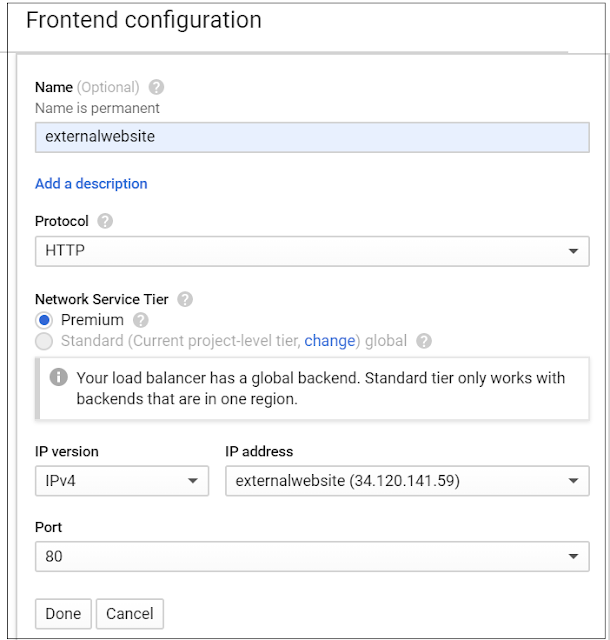 Frontend configuration
Name (Optional) ?
Name is permanent
externalwebsite
Add a description
Protocol ?
HTTP
Network Service Tier ?
Premium ?
Standard (Current project-level tier, change) global ?
i Your load balancer has a global backend. Standard tier only works with
backends that are in one region.
IP version IP address
IPv4 externalwebsite (34.120.141.59)
Port
80
Done Cancel